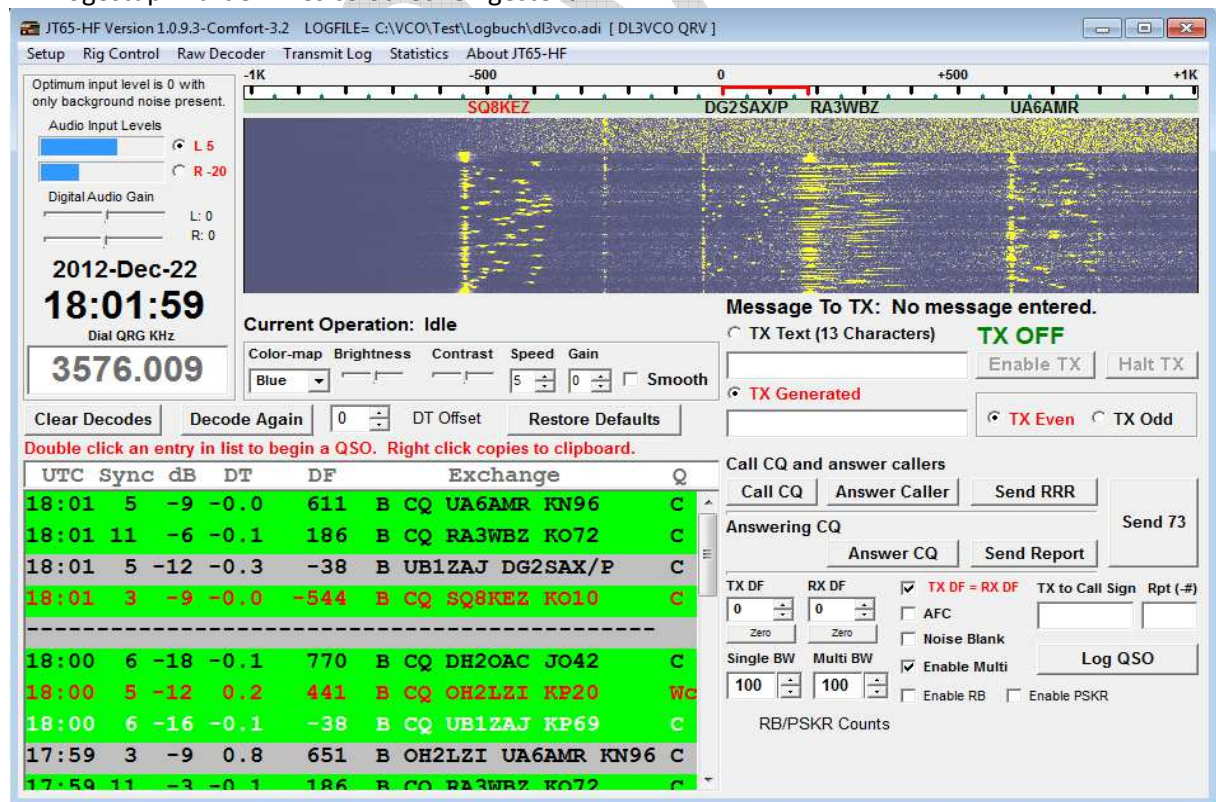 JT65-HF Version 1.0.9.3-Comfort-3.2 LOGFILE= C:\VCO\Test\Logbuch\dl3vco.adi [ DL3VCO QRV ]
Setup Rig Control Raw Decoder Transmit Log Statistics About JT65-HF
Optimum input level is 0 with
only background noise present.
Audio Input Levels
L 5
R -20
Digital Audio Gain
L: 0
R: 0
2012-Dec-22
18:01:59
Dial QRG KHz
3576.009
-1K -500 0 +500 +1K
SQ8KEZ DG2SAX/P RA3WBZ UA6AMR
Current Operation: Idle
Color-map Brightness Contrast Speed Gain
Blue 5 0 Smooth
Clear Decodes Decode Again 0 DT Offset Restore Defaults
Double click an entry in list to begin a QSO. Right click copies to clipboard.
UTC Sync dB DT DF Exchange Q
18:01 5 -9 -0.0 611 B CQ UA6AMR KN96 C
18:01 11 -6 -0.1 186 B CQ RA3WBZ KO72 C
18:01 5 -12 -0.3 -38 B UB1ZAJ DG2SAX/P C
18:01 3 -9 -0.0 -544 B CQ SQ8KEZ KO10 C
------------------------------------------------------
18:00 6 -18 -0.1 770 B CQ DH2OAC JO42 C
18:00 5 -12 0.2 441 B CQ OH2LZI KP20 Wc
18:00 6 -16 -0.1 -38 B CQ UB1ZAJ KP69 C
17:59 3 -9 0.8 651 B OH2LZI UA6AMR KN96 C
17:59 11 -3 -0.1 186 B CQ RA3WBZ KO72 C
Message To TX: No message entered.
TX Text (13 Characters) TX OFF
Enable TX Halt TX
TX Generated
TX Even TX Odd
Call CQ and answer callers
Call CQ Answer Caller Send RRR
Send 73
Answering CQ
Answer CQ Send Report
TX DF RX DF TX DF = RX DF TX to Call Sign Rpt (-#)
0 0 AFC
Zero Zero Noise Blank
Single BW Multi BW Enable Multi Log QSO
100 100 Enable RB Enable PSKR
RB/PSKR Counts